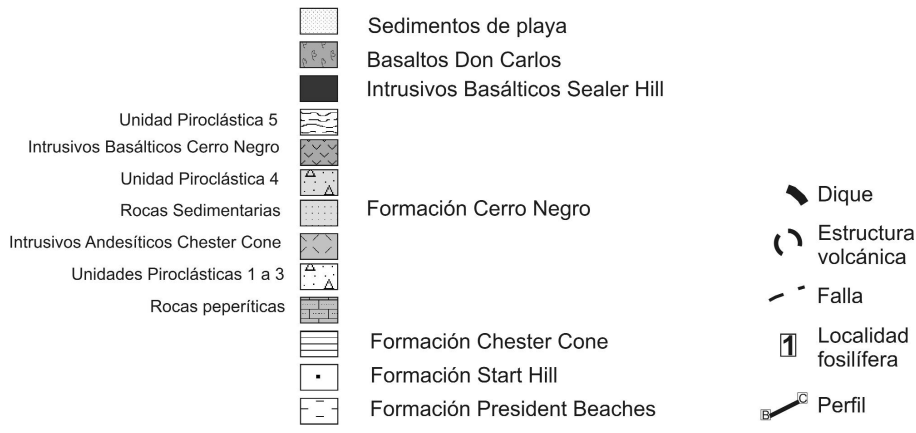 Sedimentos de playa
Basaltos Don Carlos
Intrusivos Basálticos Sealer Hill
Unidad Piroclástica 5
Intrusivos Basálticos Cerro Negro
Unidad Piroclástica 4
Rocas Sedimentarias
Formación Cerro Negro
Intrusivos Andesíticos Chester Cone
Unidades Piroclásticas 1 a 3
Rocas peperíticas
Formación Chester Cone
Formación Start Hill
Formación President Beaches
Dique
Estructura
volcánica
Falla
1
Localidad
fosilífera
B
C
Perfil